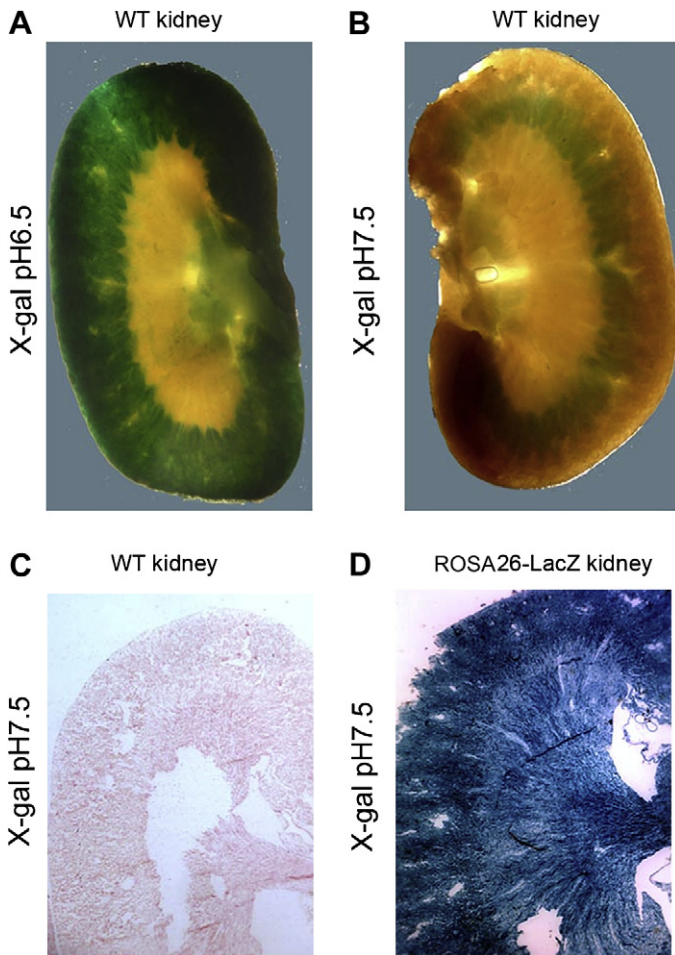 A WT kidney
B WT kidney
X-gal pH6.5
X-gal pH7.5
C WT kidney
D ROSA26-LacZ kidney
X-gal pH7.5
X-gal pH7.5